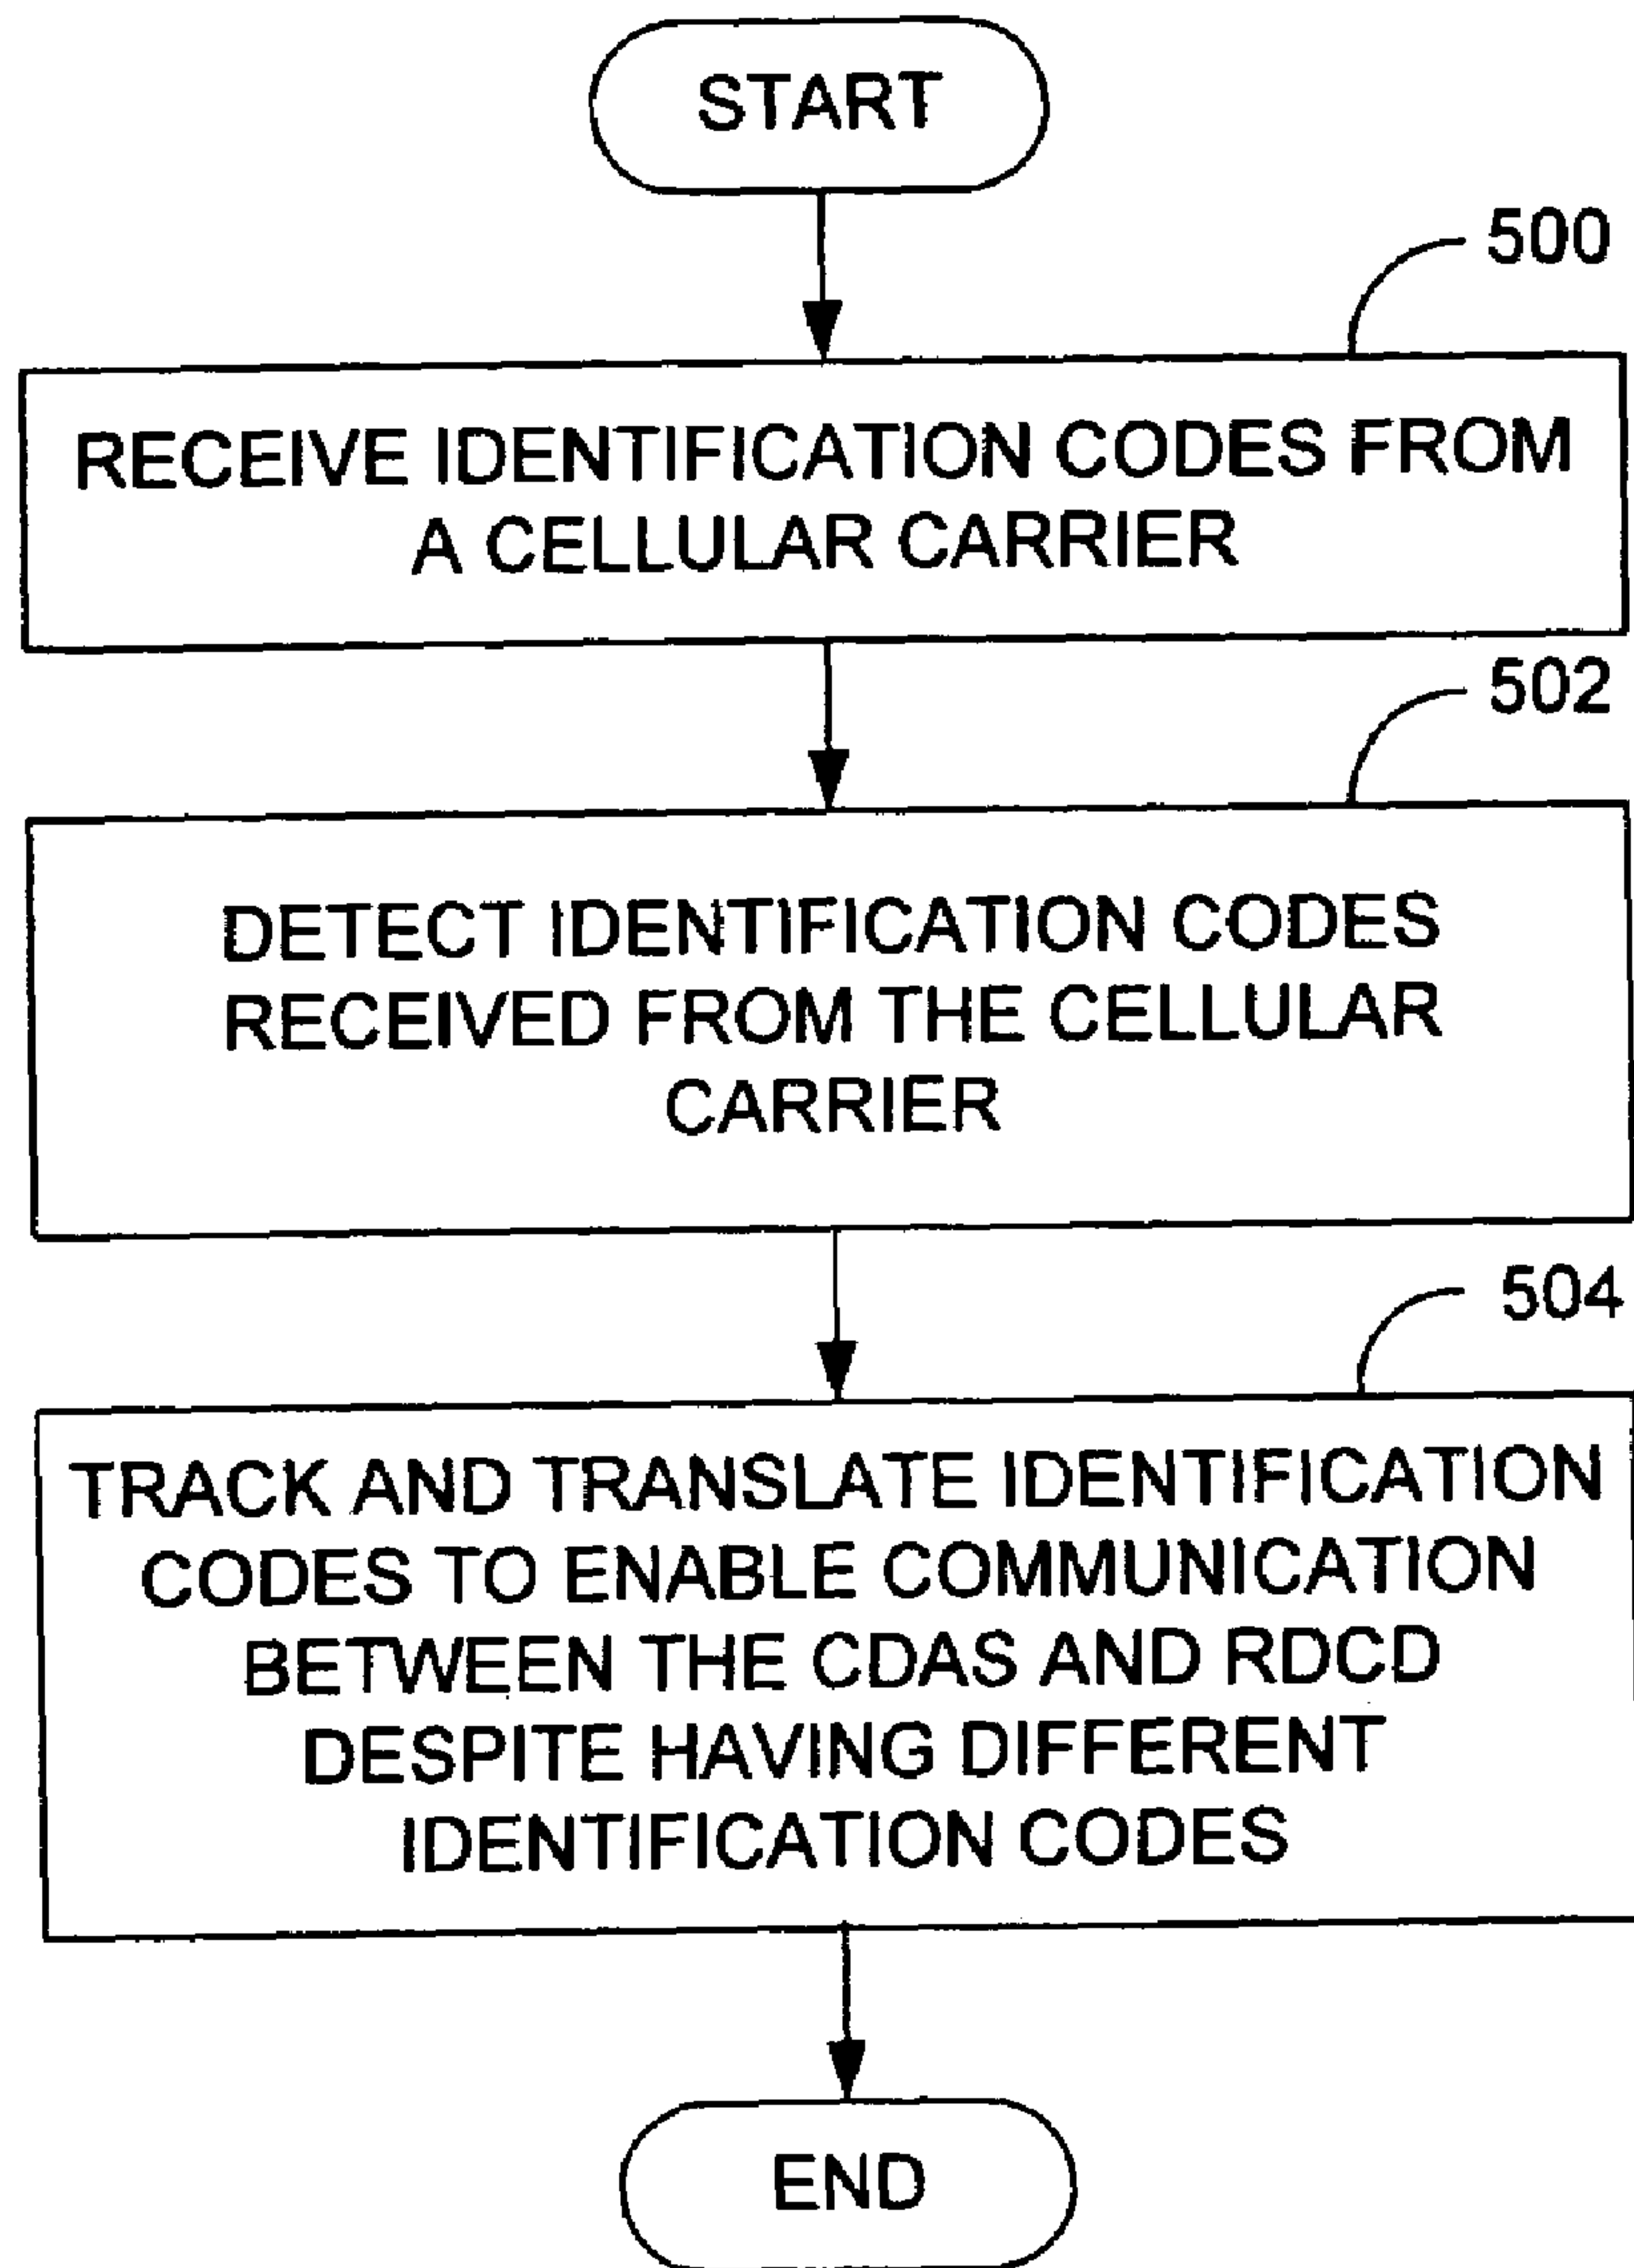 START
500
RECEIVE IDENTIFICATION CODES FROM
A CELLULAR CARRIER
502
DETECT IDENTIFICATION CODES
RECEIVED FROM THE CELLULAR
CARRIER
504
TRACK AND TRANSLATE IDENTIFICATION
CODES TO ENABLE COMMUNICATION
BETWEEN THE CDAS AND RDCD
DESPITE HAVING DIFFERENT
IDENTIFICATION CODES
END